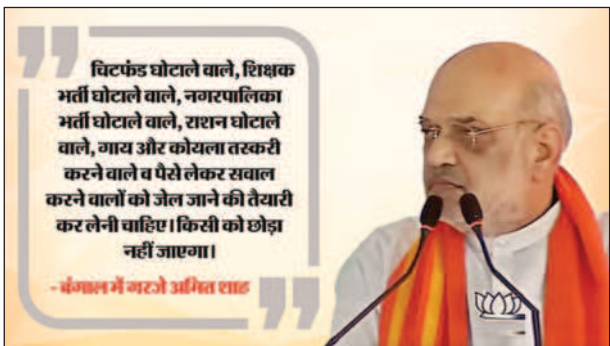 चिटफंड घोटाले वाले, शिक्षक
भर्ती घोटाले वाले, नगरपालिका
भर्ती घोटाले वाले, राशन घोटाले
वाले, गाय और कोयला तस्करी
करने वाले व पैसे लेकर सवाल
करने वालों को जेल जाने की तैयारी
कर लेनी चाहिए। किसी को छोड़ा
नहीं जाएगा।
- बंगाल में गरजे अमित शाह